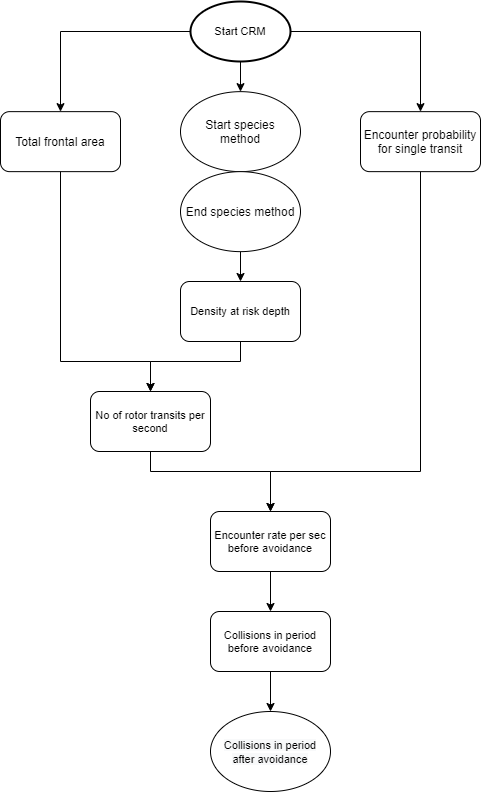 Start CRM
Start species
method
Total frontal area
Encounter probability
for single transit
End species method
Density at risk depth
No of rotor transits per
second
Encounter rate per sec
before avoidance
Collisions in period
before avoidance
Collisions in period
after avoidance